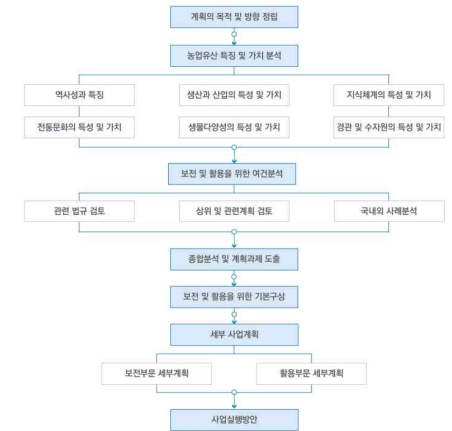 계획의 목적 및 방향 정립
농업유산 특징 및 가치 분석
역사성과 특징
생산과 산업의 특성 및 가치
지식체계의 특성 및 가치
전통문화의 특성 및 가치
생물다양성의 특성 및 가치
경관 및 수자원의 특성 및 가치
보전 및 활용을 위한 여건분석
관련 법규 검토
상위 및 관련계획 검토
국내외 사례분석
종합분석 및 계획과제 도출
보전 및 활용을 위한 기본구상
세부 사업계획
보전부문 세부계획
활용부문 세부계획
사업실행방안